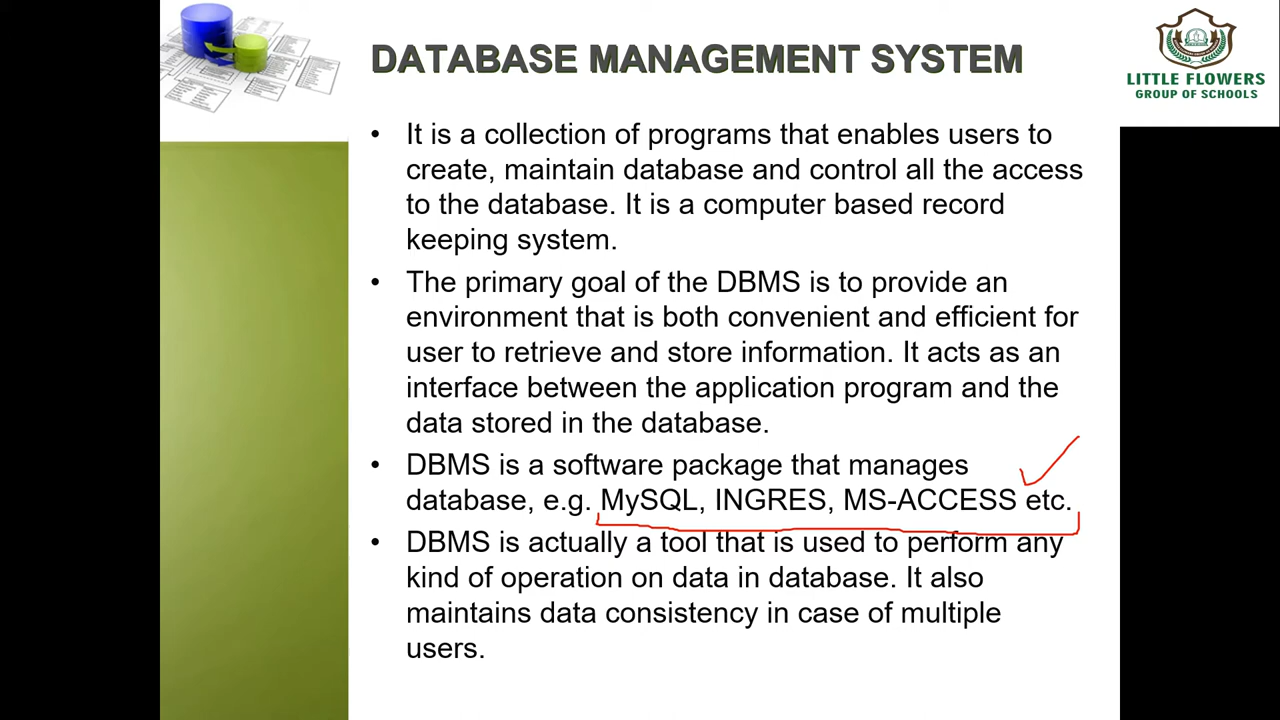 DATABASE MANAGEMENT SYSTEM
LITTLE FLOWERS
GROUP OF SCHOOLS
• It is a collection of programs that enables users to
create, maintain database and control all the access
to the database. It is a computer based record
keeping system.
• The primary goal of the DBMS is to provide an
environment that is both convenient and efficient for
user to retrieve and store information. It acts as an
interface between the application program and the
data stored in the database.
• DBMS is a software package that manages
database, e.g. MySQL, INGRES, MS-ACCESS etc.
• DBMS is actually a tool that is used to perform any
kind of operation on data in database. It also
maintains data consistency in case of multiple
users.